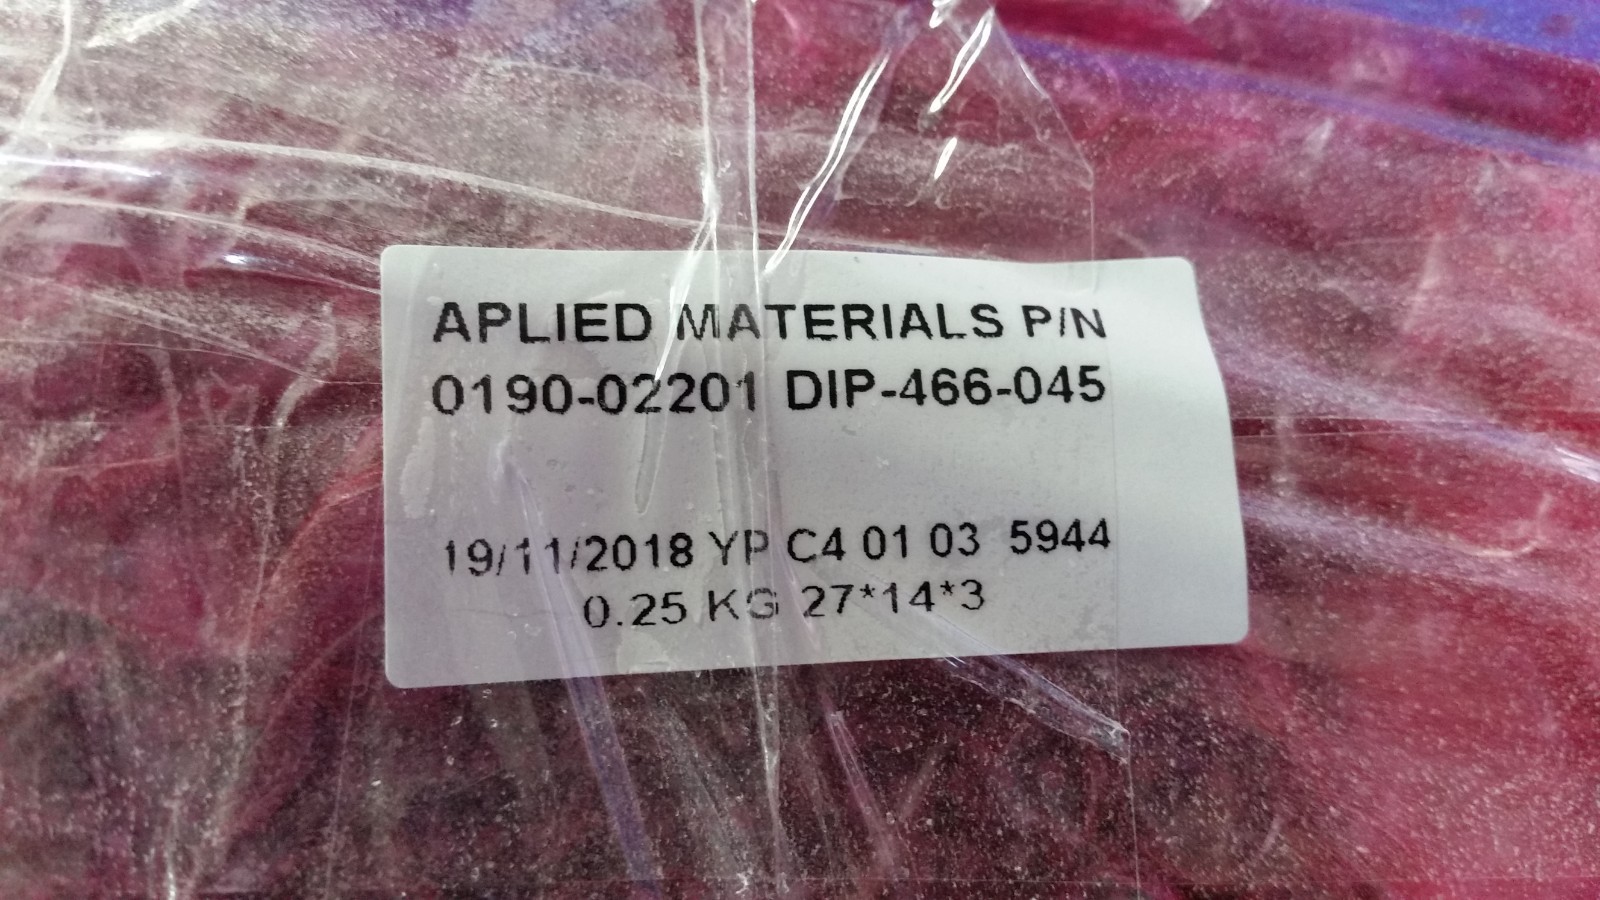 APLIED MATERIALS P/N
0190-02201 DIP-466-045
19/11/2018 YP C4 01 03 5944
0.25 KG 27*14*3